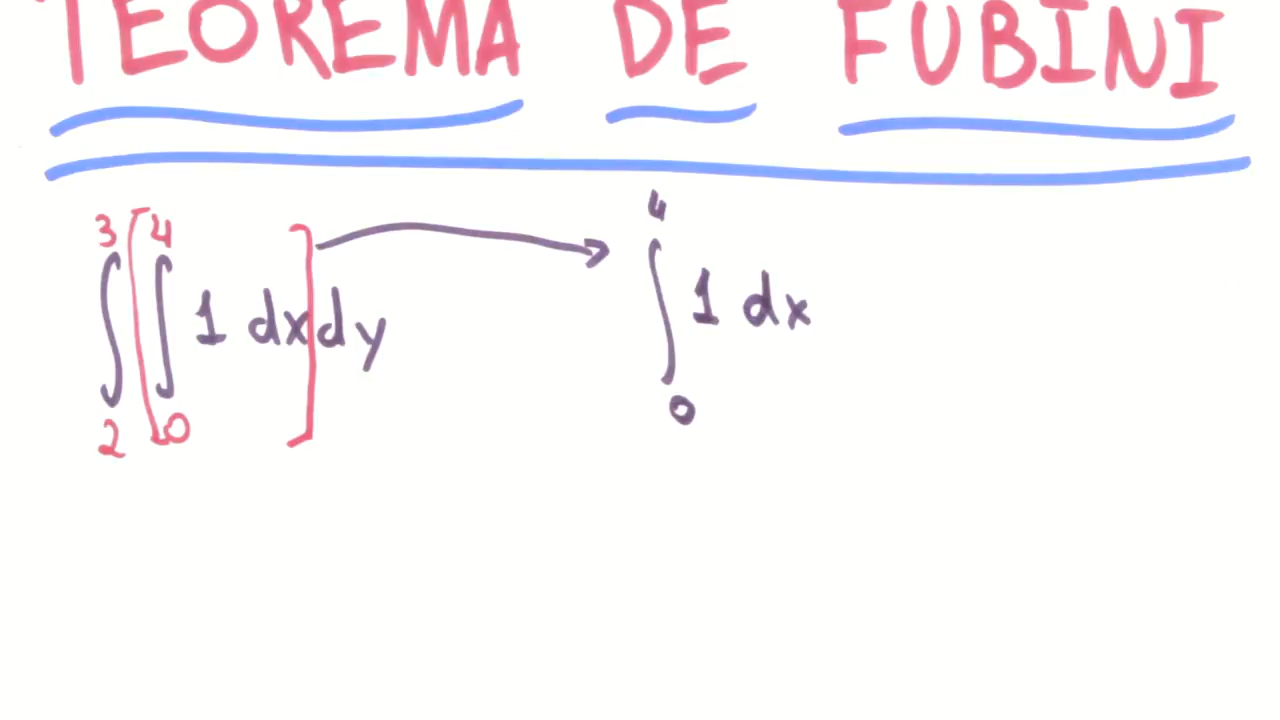 TEOREMA DE FUBINI
∫₂³ [∫₀⁴ 1 dx] dy → ∫₀⁴ 1 dx